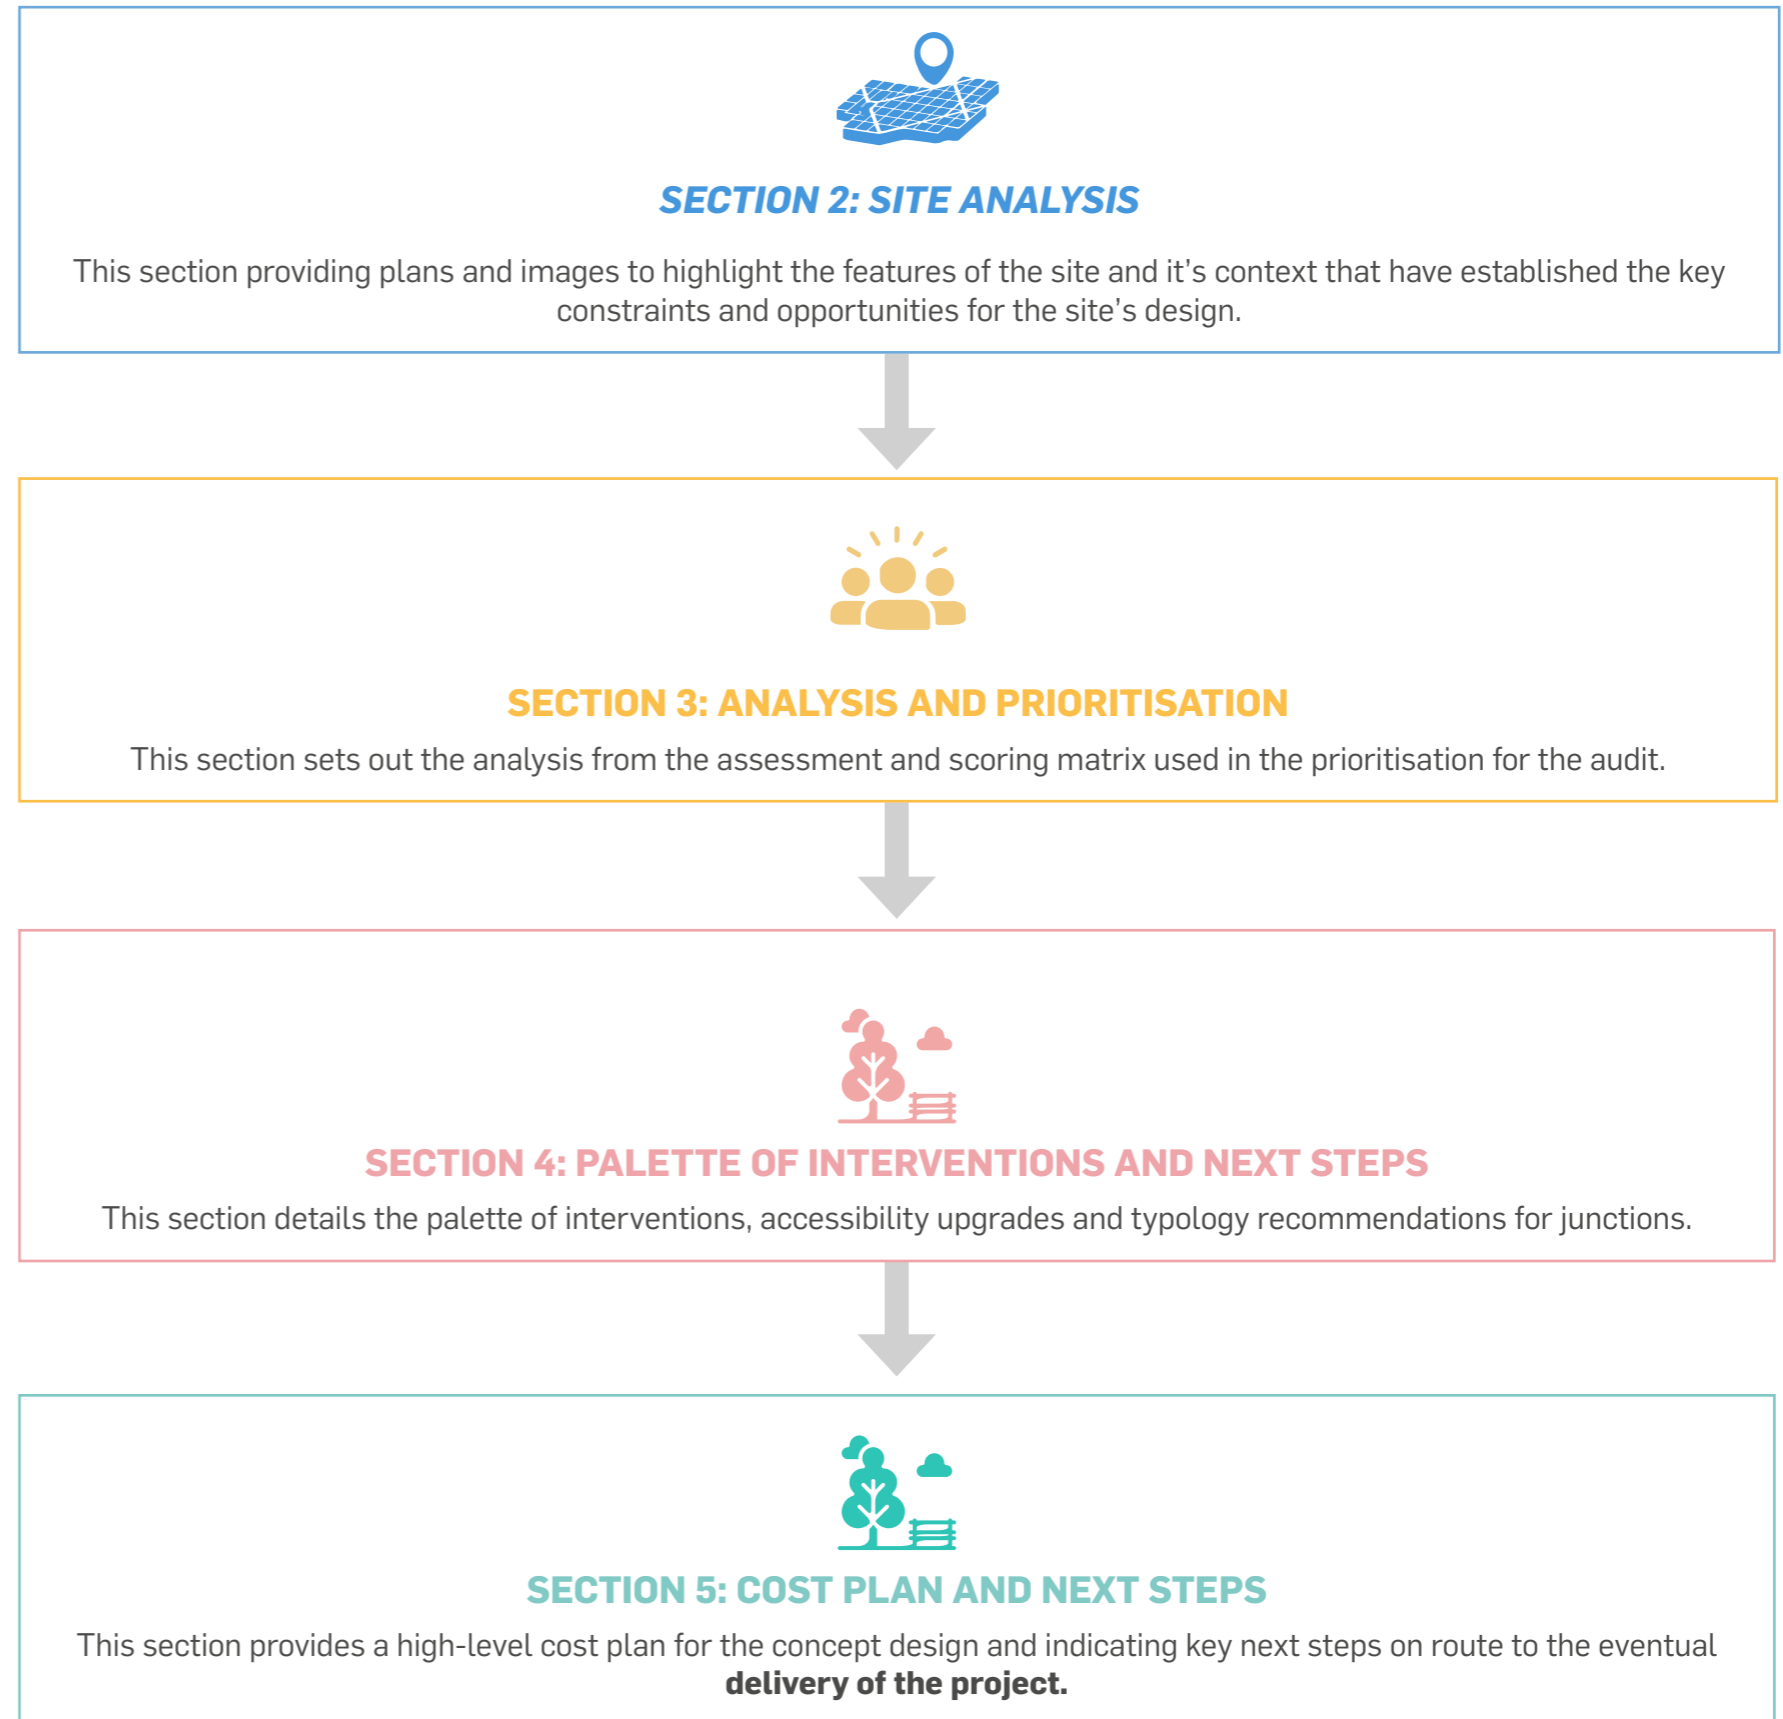 SECTION 2: SITE ANALYSIS
This section providing plans and images to highlight the features of the site and it's context that have established the key
constraints and opportunities for the site's design.
SECTION 3: ANALYSIS AND PRIORITISATION
This section sets out the analysis from the assessment and scoring matrix used in the prioritisation for the audit.
SECTION 4: PALETTE OF INTERVENTIONS AND NEXT STEPS
This section details the palette of interventions, accessibility upgrades and typology recommendations for junctions.
SECTION 5: COST PLAN AND NEXT STEPS
This section provides a high-level cost plan for the concept design and indicating key next steps on route to the eventual
delivery of the project.